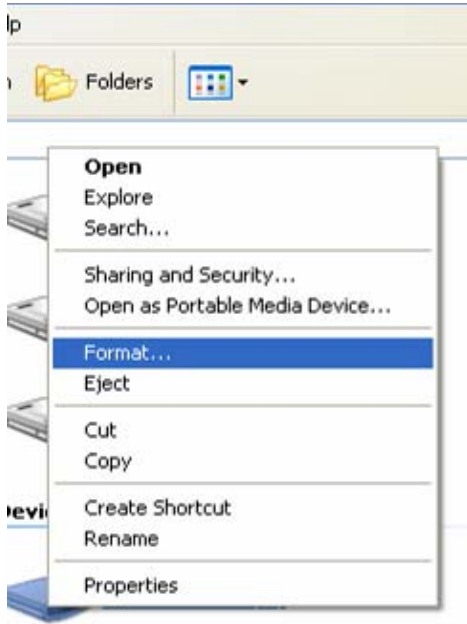 lp
Folders
Open
Explore
Search...
Sharing and Security...
Open as Portable Media Device...
Format...
Eject
Cut
Copy
Devi
Create Shortcut
Rename
Properties